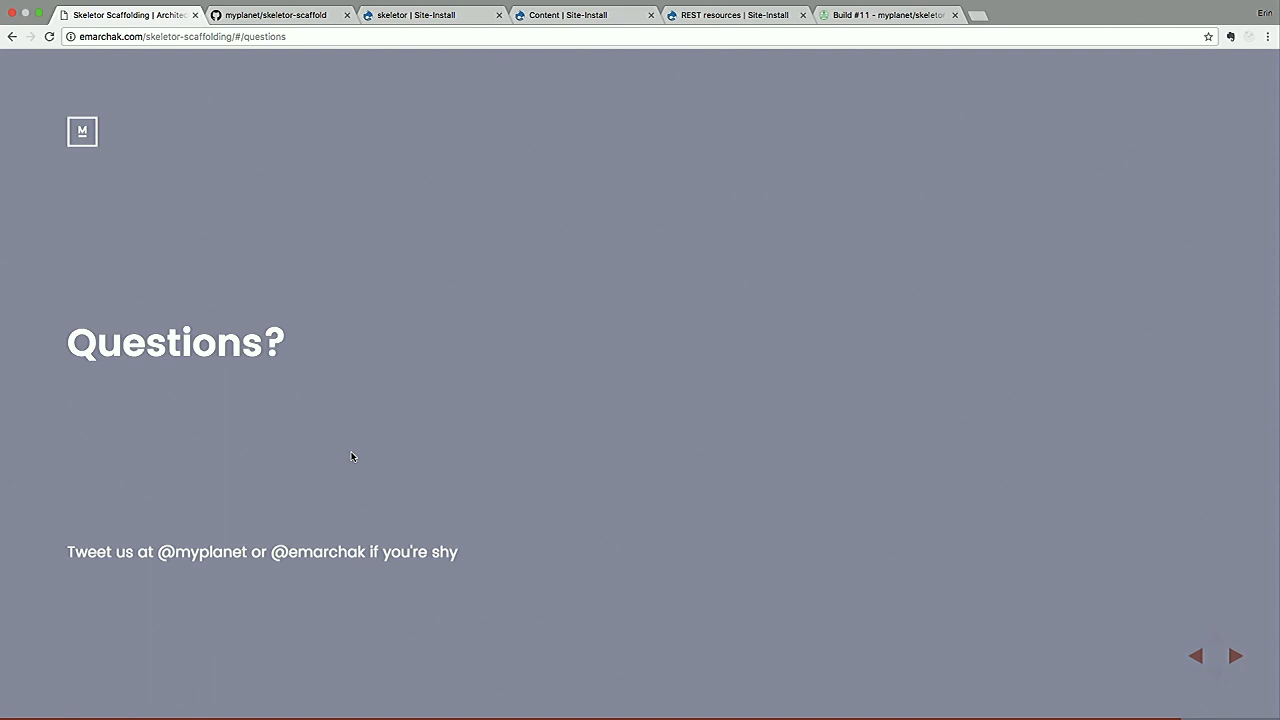 Skeletor Scaffolding | Architec
myplanet/skeletor-scaffold
skeletor | Site-Install
Content | Site-Install
REST resources | Site-Install
Build #11 - myplanet/skeletor
Erin
emarchak.com/skeletor-scaffolding/#/questions
M
Questions?
Tweet us at @myplanet or @emarchak if you're shy